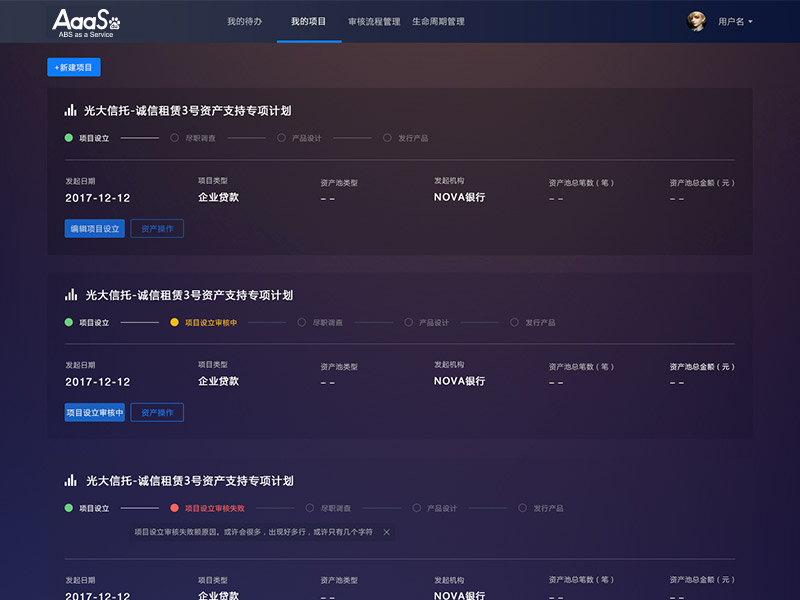 AaaS
ABS as a Service
我的待办 我的项目 审核流程管理 生命周期管理 用户名
+新建项目
光大信托-诚信租赁3号资产支持专项计划
项目设立 尽职调查 产品设计 发行产品
发起日期 项目类型 资产池类型 发起机构 资产池总笔数（笔） 资产池总金额（元）
2017-12-12 企业贷款 -- NOVA银行 -- --
编辑项目设立 资产操作
光大信托-诚信租赁3号资产支持专项计划
项目设立 项目设立审核中 尽职调查 产品设计 发行产品
发起日期 项目类型 资产池类型 发起机构 资产池总笔数（笔） 资产池总金额（元）
2017-12-12 企业贷款 -- NOVA银行 -- --
项目设立审核中 资产操作
光大信托-诚信租赁3号资产支持专项计划
项目设立 项目设立审核失败 尽职调查 产品设计 发行产品
项目设立审核失败额原因，或许会很多，出现好多行，或许只有几个字符
发起日期 项目类型 资产池类型 发起机构 资产池总笔数（笔） 资产池总金额（元）
2017-12-12 企业贷款 -- NOVA银行 -- --